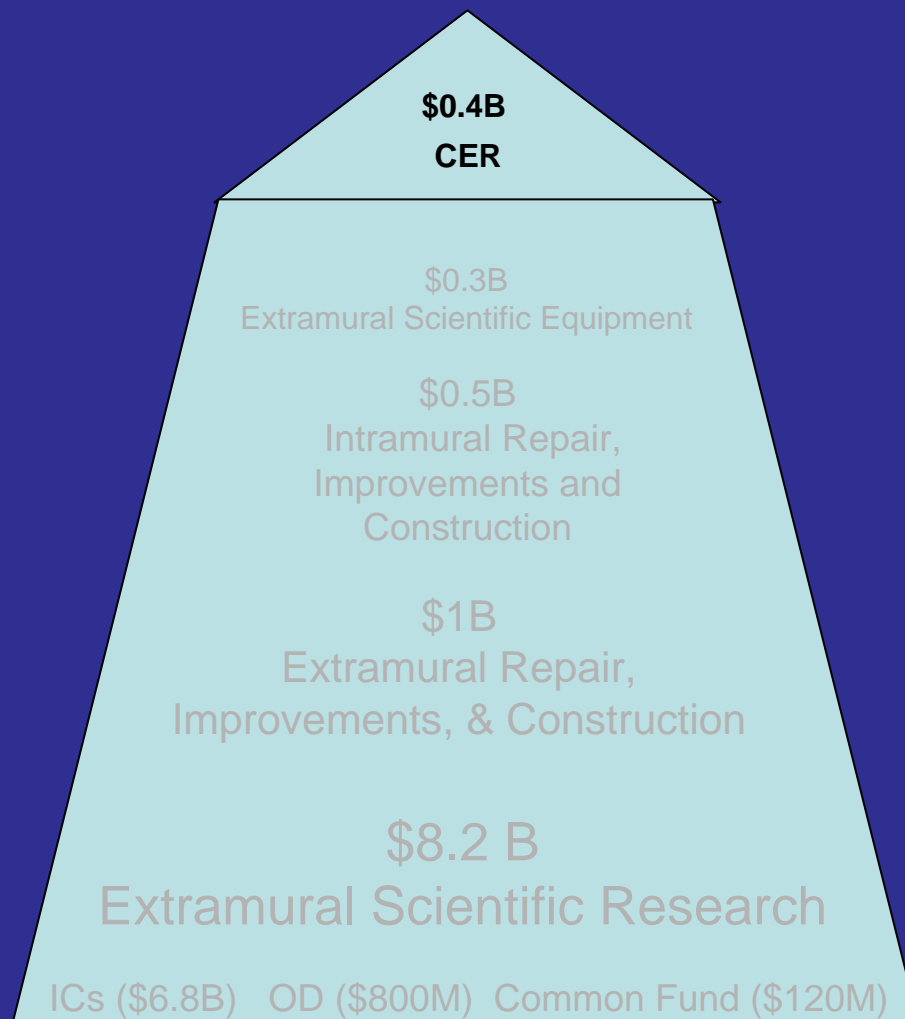 $0.4B
CER
$0.3B
Extramural Scientific Equipment
$0.5B
Intramural Repair,
Improvements and
Construction
$1B
Extramural Repair,
Improvements, & Construction
$8.2 B
Extramural Scientific Research
ICs ($6.8B) OD ($800M) Common Fund ($120M)